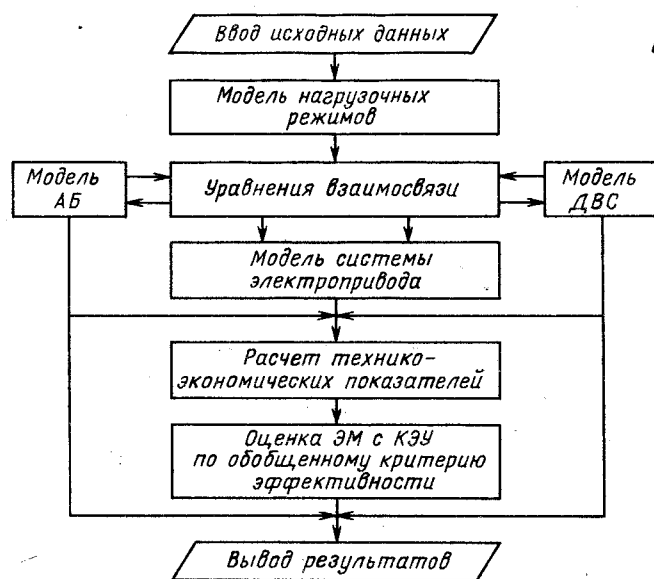 Ввод исходных данных
Модель нагрузочных
режимов
Модель
АБ
Уравнения взаимосвязи
Модель
ДВС
Модель системы
электропривода
Расчет технико-
экономических показателей
Оценка ЭМ с КЭУ
по обобщенному критерию
эффективности
Вывод результатов